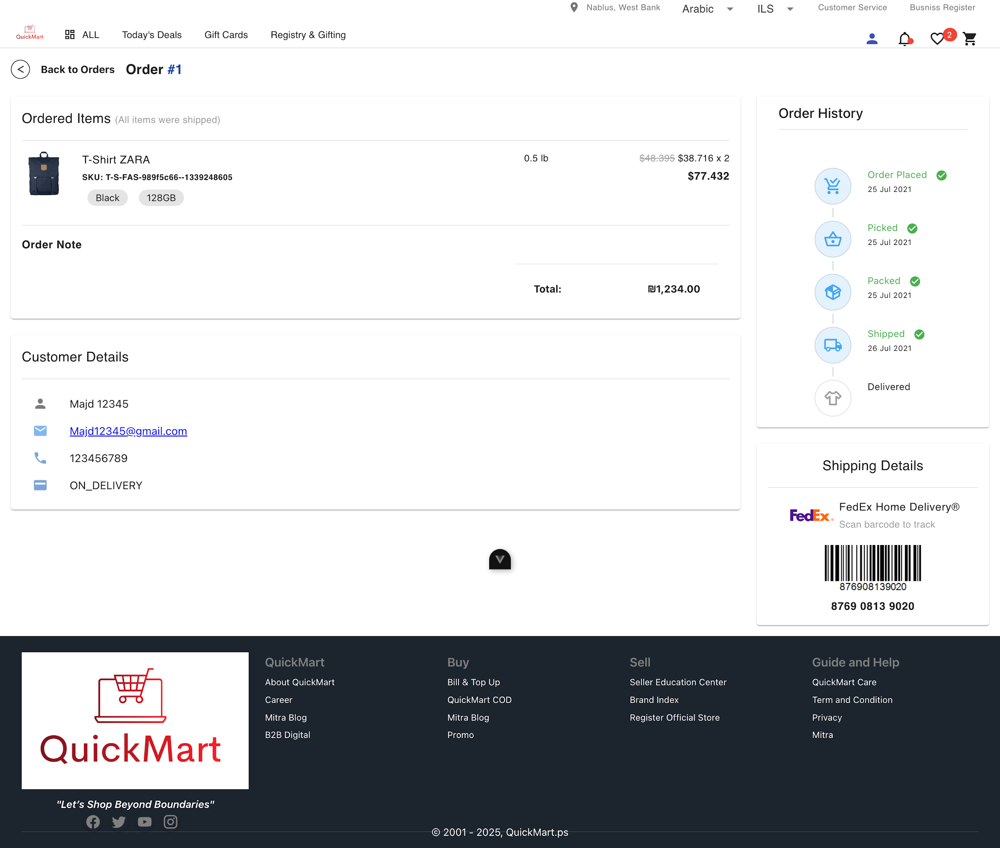 Nablus, West Bank
Arabic
ILS
Customer Service
Busniss Register
QuickMart
ALL
Today's Deals
Gift Cards
Registry & Gifting
2
< Back to Orders Order #1
Ordered Items (All items were shipped)
T-Shirt ZARA
0.5 lb
$48.395 $38.716 x 2
SKU: T-S-FAS-989f5c66--1339248605
$77.432
Black
128GB
Order Note
Total: ₪1,234.00
Customer Details
Majd 12345
Majd12345@gmail.com
123456789
ON_DELIVERY
Order History
Order Placed
25 Jul 2021
Picked
25 Jul 2021
Packed
25 Jul 2021
Shipped
26 Jul 2021
Delivered
Shipping Details
FedEx®
FedEx Home Delivery®
Scan barcode to track
876908139020
8769 0813 9020
QuickMart
"Let's Shop Beyond Boundaries"
QuickMart
About QuickMart
Career
Mitra Blog
B2B Digital
Buy
Bill & Top Up
QuickMart COD
Mitra Blog
Promo
Sell
Seller Education Center
Brand Index
Register Official Store
Guide and Help
QuickMart Care
Term and Condition
Privacy
Mitra
© 2001 - 2025, QuickMart.ps